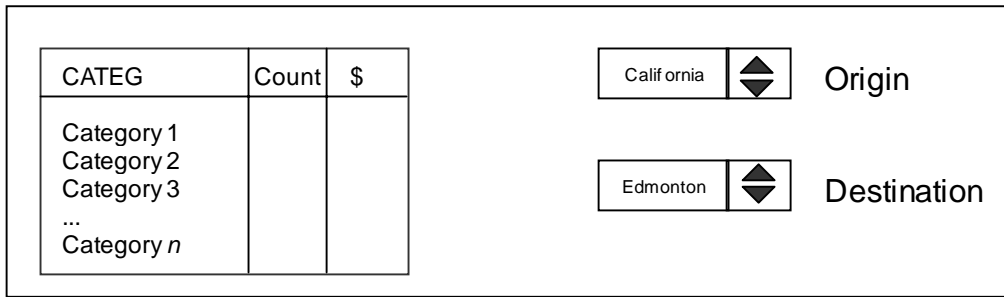 CATEG Count $
Category 1
Category 2
Category 3
...
Category n
California
Origin
Edmonton
Destination